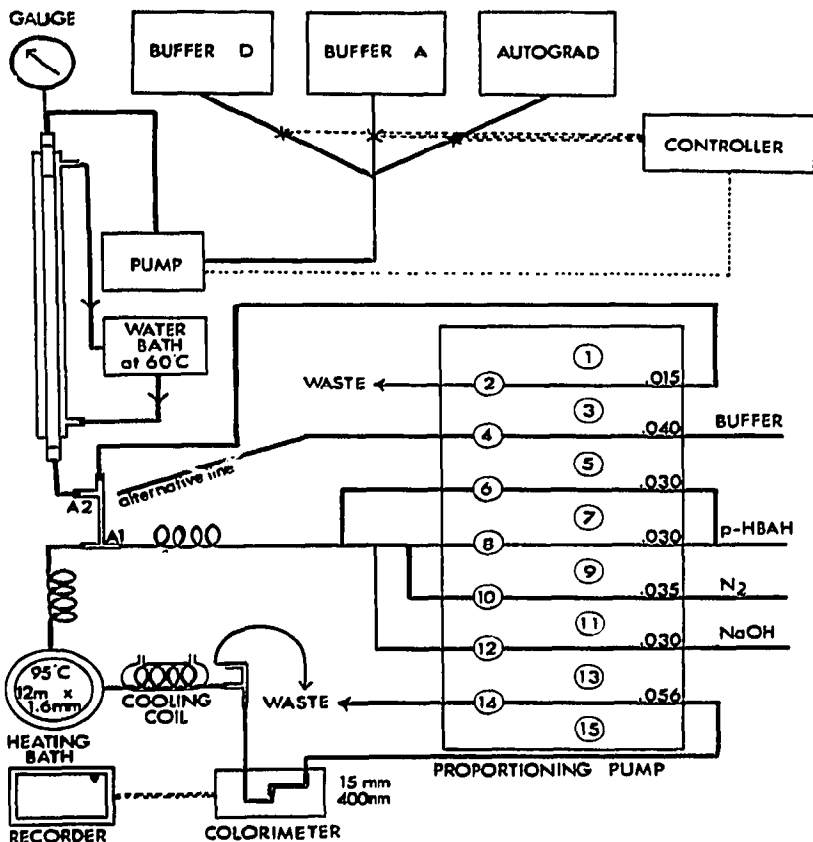 GAUGE
BUFFER D
BUFFER A
AUTOGRAD
CONTROLLER
PUMP
WATER
BATH
at 60°C
WASTE
1
2
.015
3
4
.040
BUFFER
alternative line
5
6
.030
A2
7
A1
8
.030
p-HBAH
9
10
.035
N2
11
12
.030
NaOH
95°C
12m x
1.6mm
COOLING
COIL
WASTE
13
14
.056
15
HEATING
BATH
PROPORTIONING PUMP
15 mm
400nm
RECORDER
COLORIMETER